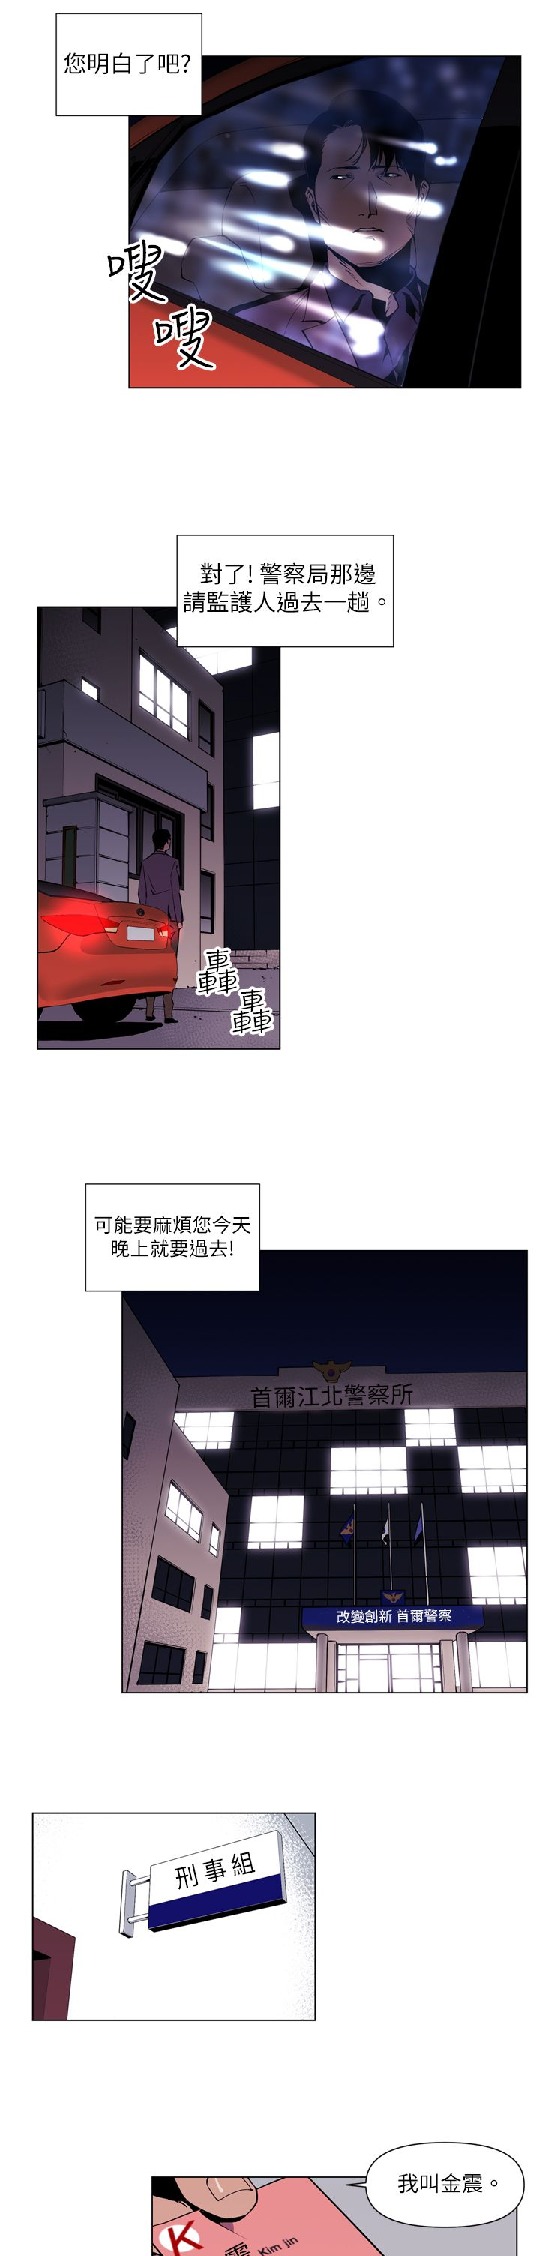 您明白了吧?
嗖
嗖
對了! 警察局那邊
請監護人過去一趟。
轟
轟
可能要麻煩您今天
晚上就要過去!
首爾江北警察所
改變創新 首爾警察
刑事組
我叫金震。
K
震 Kim jin